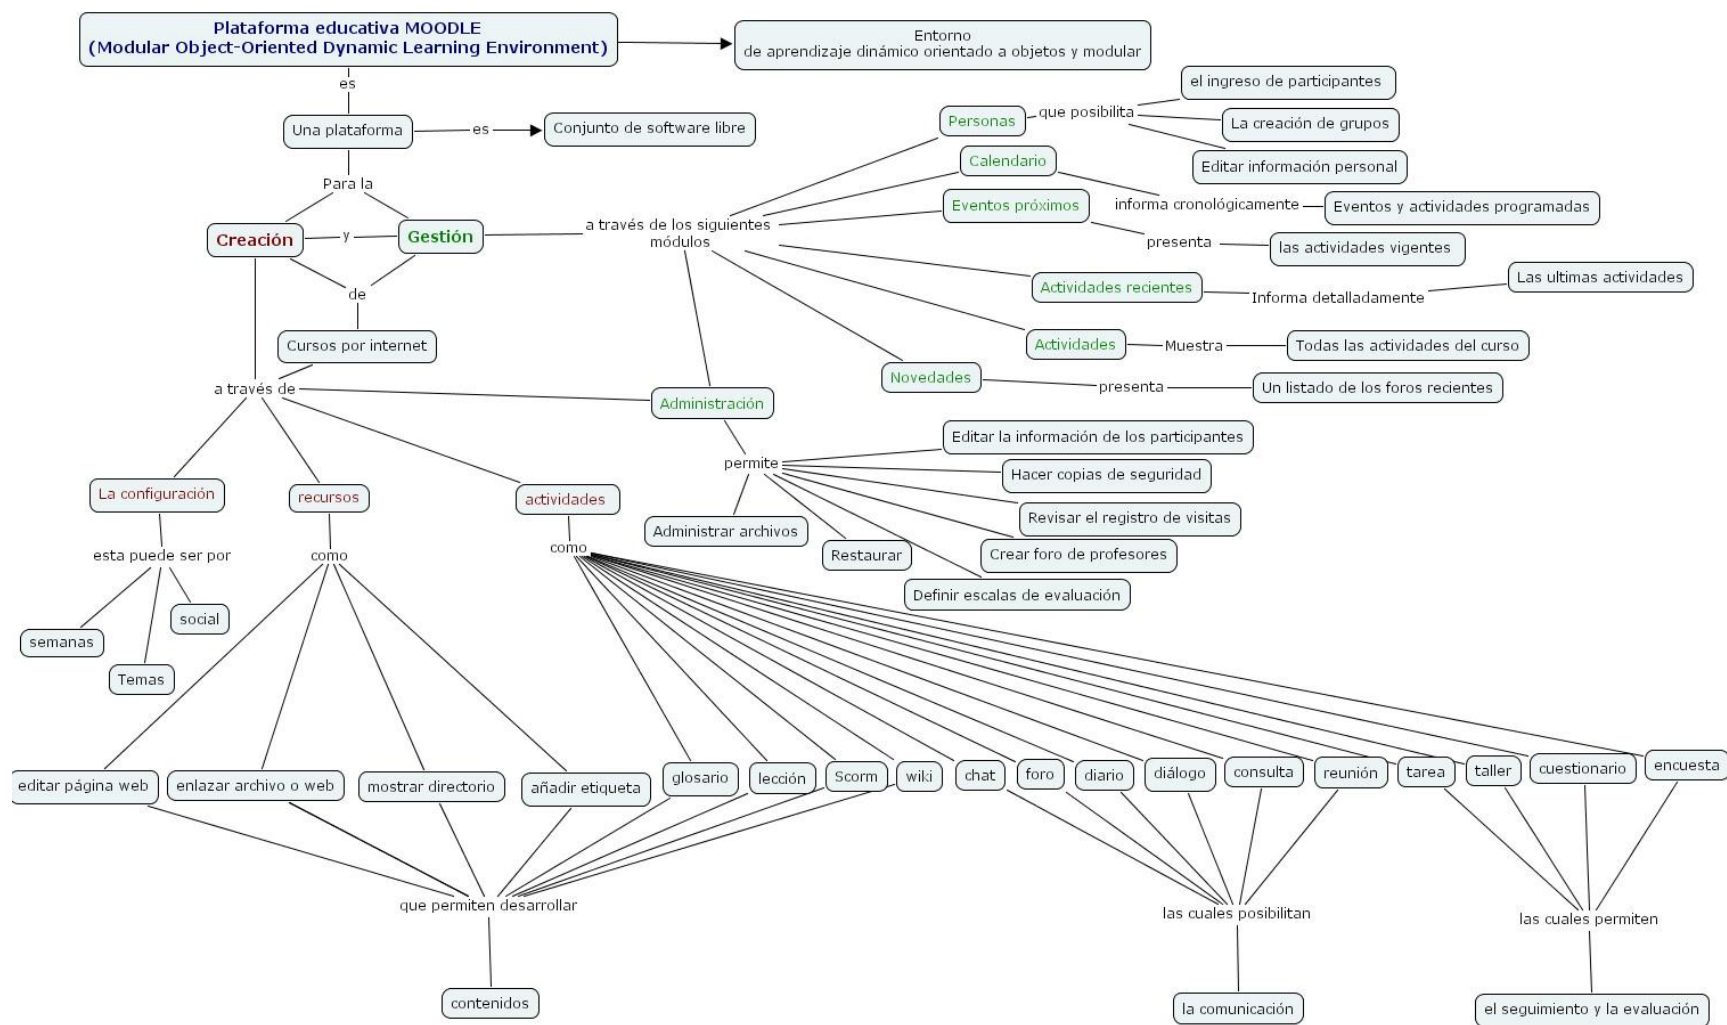 Plataforma educativa MOODLE
(Modular Object-Oriented Dynamic Learning Environment)
Entorno
de aprendizaje dinámico orientado a objetos y modular
es
Una plataforma
es
Conjunto de software libre
Para la
Creación
y
Gestión
de
Cursos por internet
a través de los siguientes
módulos
Personas
que posibilita
el ingreso de participantes
La creación de grupos
Editar información personal
Calendario
informa cronológicamente
Eventos y actividades programadas
Eventos próximos
presenta
las actividades vigentes
Actividades recientes
Informa detalladamente
Las ultimas actividades
Actividades
Muestra
Todas las actividades del curso
Novedades
presenta
Un listado de los foros recientes
a través de
Administración
permite
Editar la información de los participantes
Hacer copias de seguridad
Revisar el registro de visitas
Crear foro de profesores
Definir escalas de evaluación
Restaurar
Administrar archivos
La configuración
esta puede ser por
semanas
Temas
social
recursos
como
editar página web
enlazar archivo o web
mostrar directorio
añadir etiqueta
actividades
como
glosario
lección
Scorm
wiki
chat
foro
diario
diálogo
consulta
reunión
tarea
taller
cuestionario
encuesta
que permiten desarrollar
contenidos
las cuales posibilitan
la comunicación
las cuales permiten
el seguimiento y la evaluación